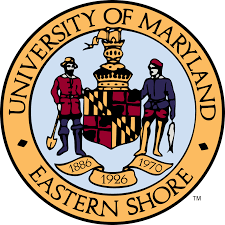 UNIVERSITY OF MARYLAND
EASTERN SHORE
1886
1926
1970
TM